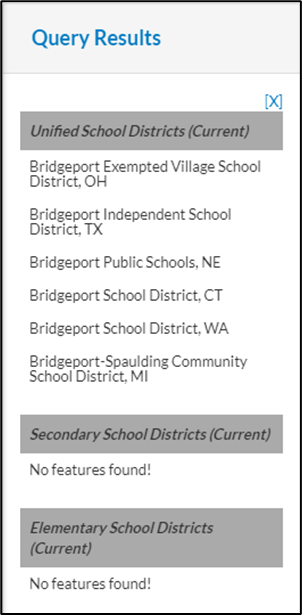 Query Results
[X]
Unified School Districts (Current)
Bridgeport Exempted Village School
District, OH
Bridgeport Independent School
District, TX
Bridgeport Public Schools, NE
Bridgeport School District, CT
Bridgeport School District, WA
Bridgeport-Spaulding Community
School District, MI
Secondary School Districts (Current)
No features found!
Elementary School Districts
(Current)
No features found!